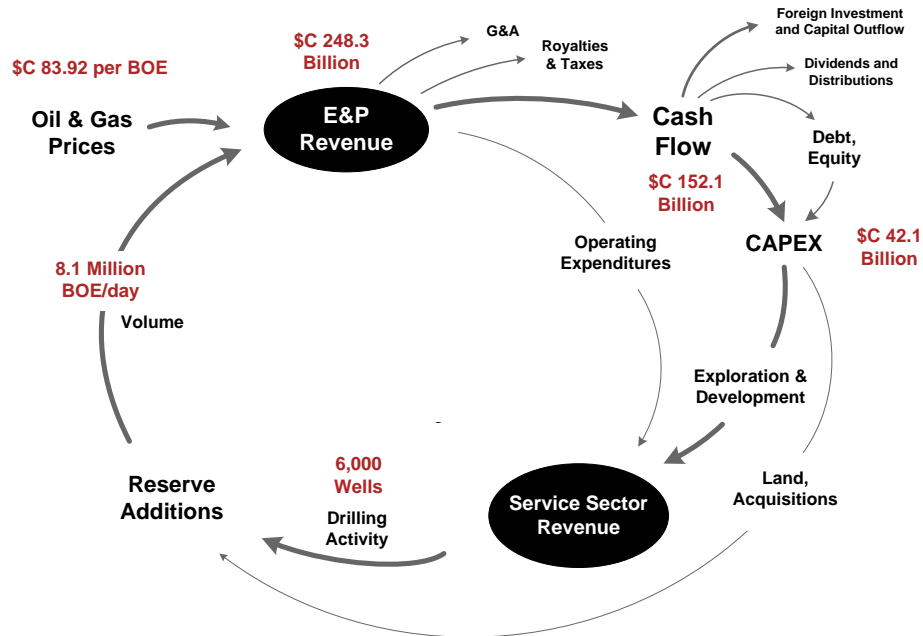 Foreign Investment
and Capital Outflow
G&A
$C 248.3
Billion
Royalties
& Taxes
$C 83.92 per BOE
Dividends and
Distributions
Oil & Gas
Prices
E&P
Revenue
Cash
Flow
Debt,
Equity
$C 152.1
Billion
CAPEX
$C 42.1
Billion
Operating
Expenditures
8.1 Million
BOE/day
Volume
Exploration &
Development
6,000
Wells
Drilling
Activity
Reserve
Additions
Service Sector
Revenue
Land,
Acquisitions